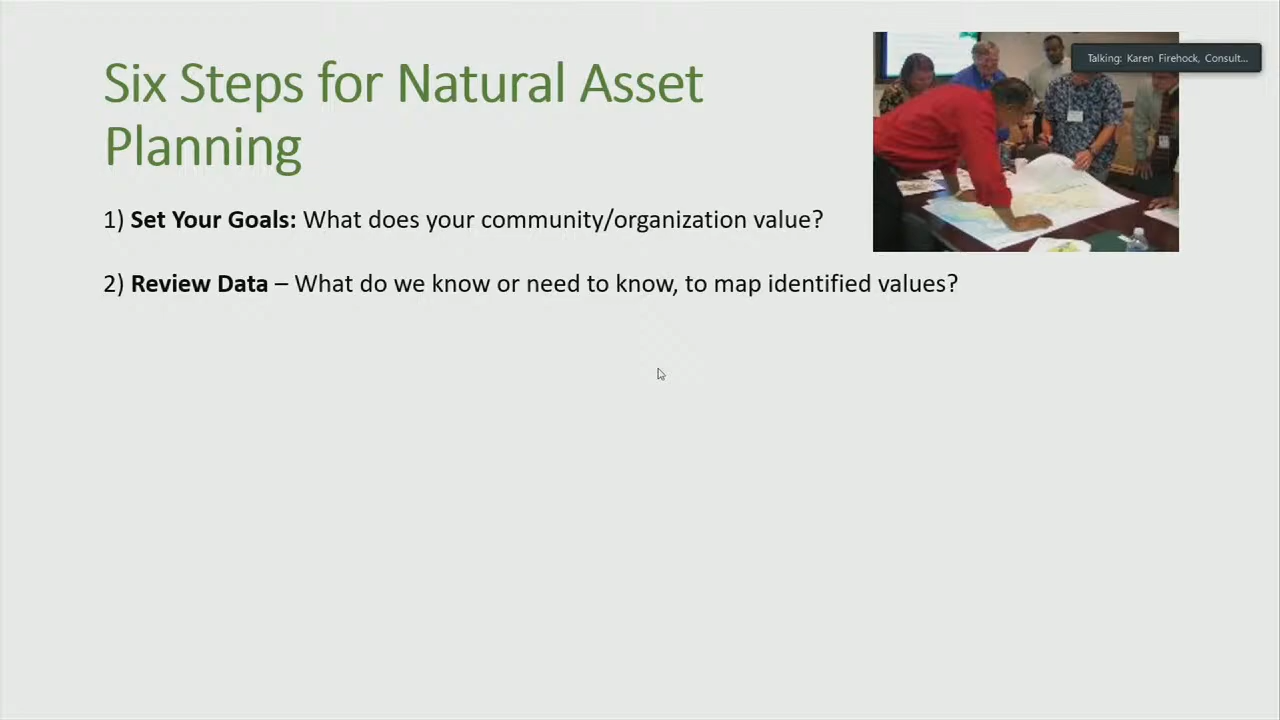 Six Steps for Natural Asset
Planning
Talking: Karen Firehock, Consult...
1) Set Your Goals: What does your community/organization value?
2) Review Data – What do we know or need to know, to map identified values?